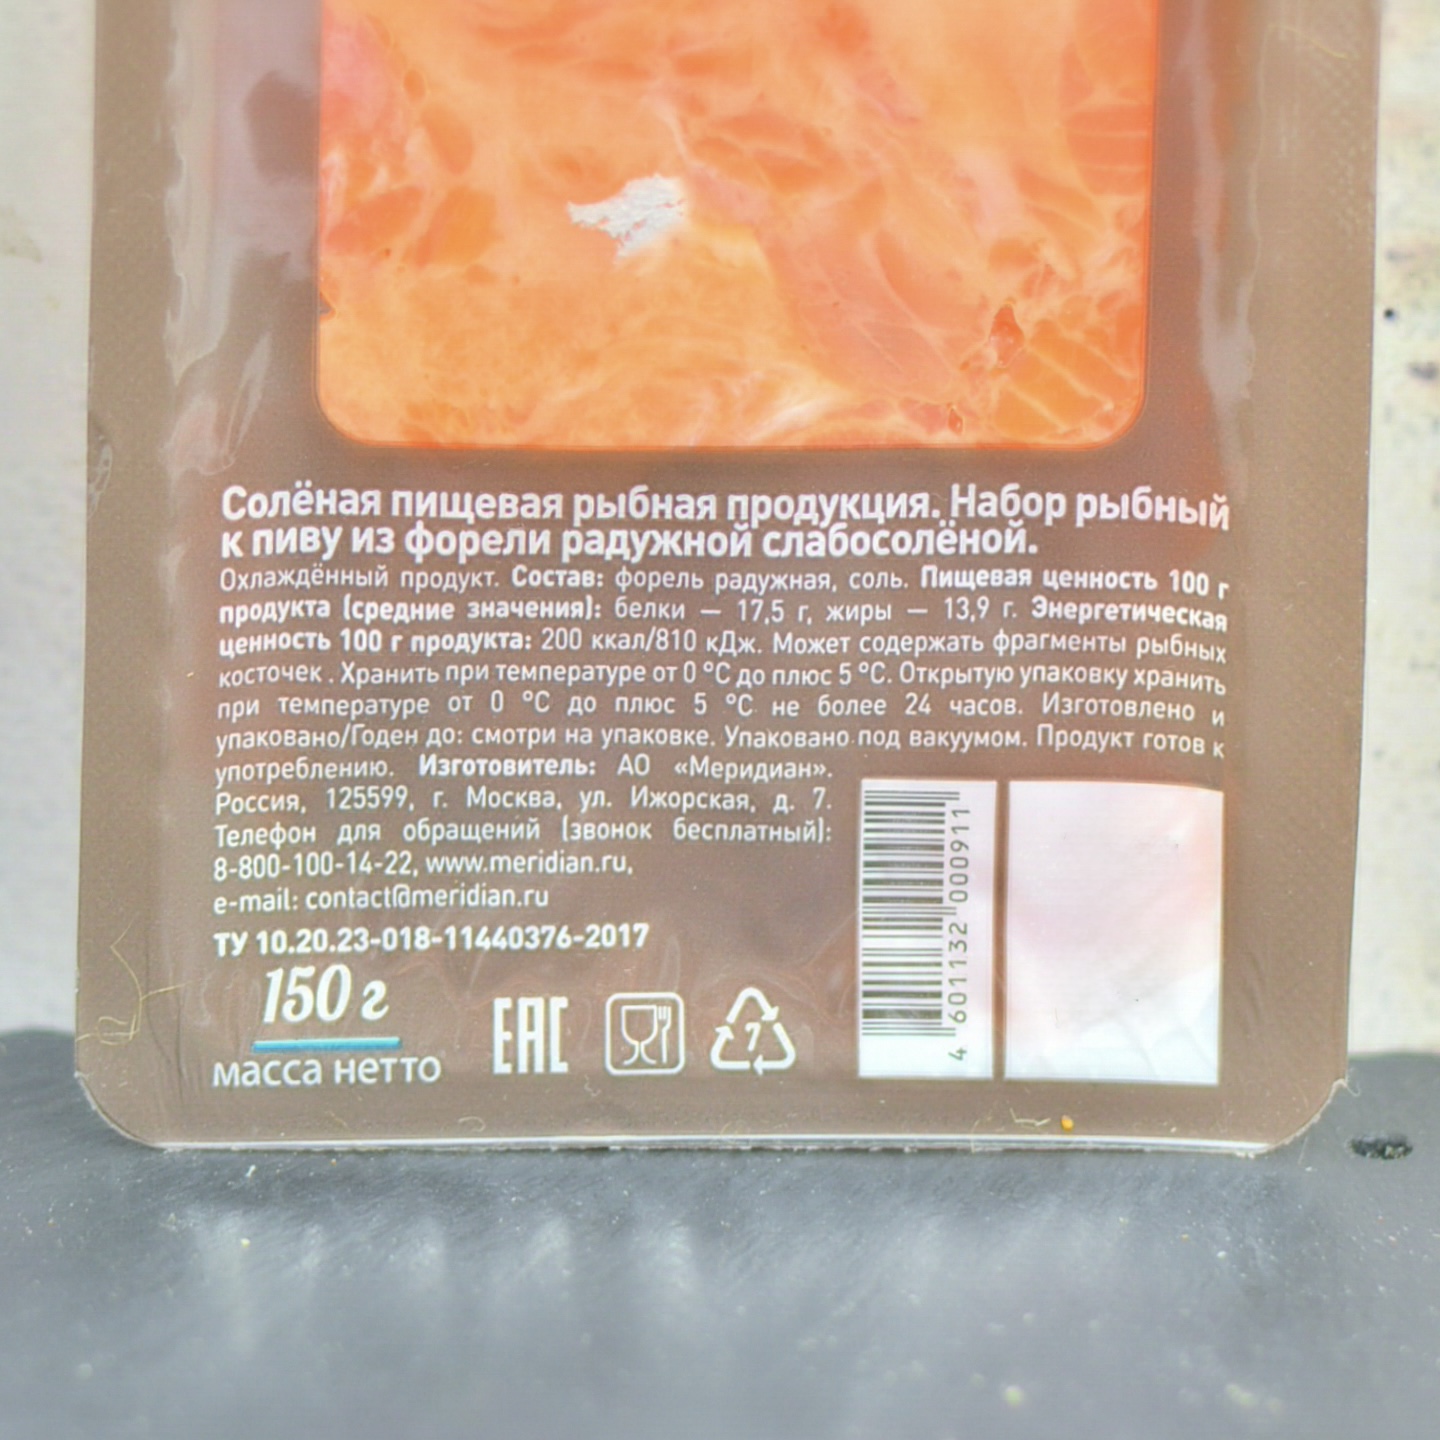 Солёная пищевая рыбная продукция. Набор рыбный
к пиву из форели радужной слабосолёной.
Охлаждённый продукт. Состав: форель радужная, соль. Пищевая ценность 100 г
продукта (средние значения): белки — 17,5 г, жиры — 13,9 г. Энергетическая
ценность 100 г продукта: 200 ккал/810 кДж. Может содержать фрагменты рыбных
косточек . Хранить при температуре от 0 °С до плюс 5 °С. Открытую упаковку хранить
при температуре от 0 °С до плюс 5 °С не более 24 часов. Изготовлено и
упаковано/Годен до: смотри на упаковке. Упаковано под вакуумом. Продукт готов к
употреблению. Изготовитель: АО «Меридиан».
Россия, 125599, г. Москва, ул. Ижорская, д. 7.
Телефон для обращений (звонок бесплатный):
8-800-100-14-22, www.meridian.ru,
e-mail: contact@meridian.ru
ТУ 10.20.23-018-11440376-2017
150 г
масса нетто
EAC
7
4 601132 000911